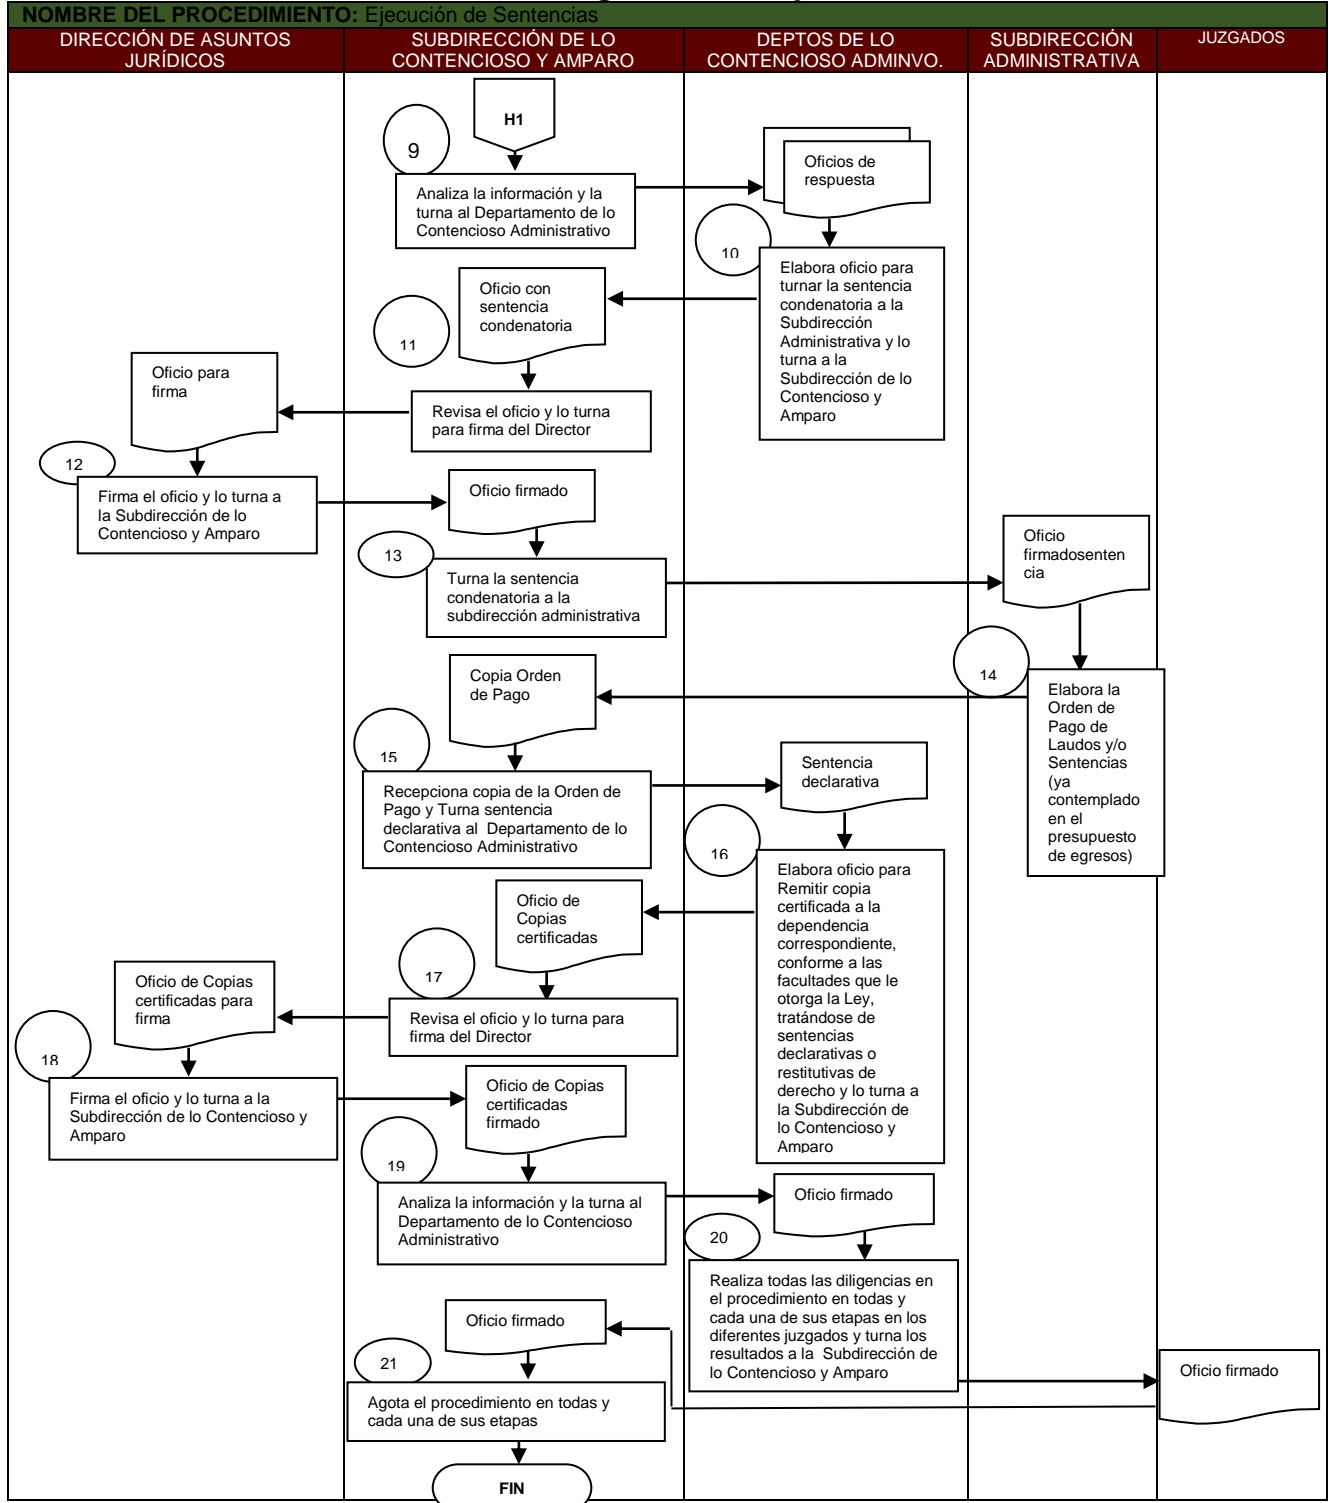 NOMBRE DEL PROCEDIMIENTO: Ejecución de Sentencias
DIRECCIÓN DE ASUNTOS
JURÍDICOS
SUBDIRECCIÓN DE LO
CONTENCIOSO Y AMPARO
DEPTOS DE LO
CONTENCIOSO ADMINVO.
SUBDIRECCIÓN
ADMINISTRATIVA
JUZGADOS
H1
9
Analiza la información y la
turna al Departamento de lo
Contencioso Administrativo
Oficios de
respuesta
10
Elabora oficio para
turnar la sentencia
condenatoria a la
Subdirección
Administrativa y lo
turna a la
Subdirección de lo
Contencioso y
Amparo
Oficio con
sentencia
condenatoria
11
Revisa el oficio y lo turna
para firma del Director
Oficio para
firma
12
Firma el oficio y lo turna a
la Subdirección de lo
Contencioso y Amparo
Oficio firmado
13
Turna la sentencia
condenatoria a la
subdirección administrativa
Oficio
firmadosenten
cia
14
Elabora la
Orden de
Pago de
Laudos y/o
Sentencias
(ya
contemplado
en el
presupuesto
de egresos)
Copia Orden
de Pago
15
Recepciona copia de la Orden de
Pago y Turna sentencia
declarativa al Departamento de lo
Contencioso Administrativo
Sentencia
declarativa
16
Elabora oficio para
Remitir copia
certificada a la
dependencia
correspondiente,
conforme a las
facultades que le
otorga la Ley,
tratándose de
sentencias
declarativas o
restitutivas de
derecho y lo turna a
la Subdirección de
lo Contencioso y
Amparo
Oficio de
Copias
certificadas
17
Revisa el oficio y lo turna para
firma del Director
Oficio de Copias
certificadas para
firma
18
Firma el oficio y lo turna a la
Subdirección de lo Contencioso y
Amparo
Oficio de Copias
certificadas
firmado
19
Analiza la información y la turna al
Departamento de lo Contencioso
Administrativo
Oficio firmado
20
Realiza todas las diligencias en
el procedimiento en todas y
cada una de sus etapas en los
diferentes juzgados y turna los
resultados a la Subdirección de
lo Contencioso y Amparo
Oficio firmado
Oficio firmado
21
Agota el procedimiento en todas y
cada una de sus etapas
FIN